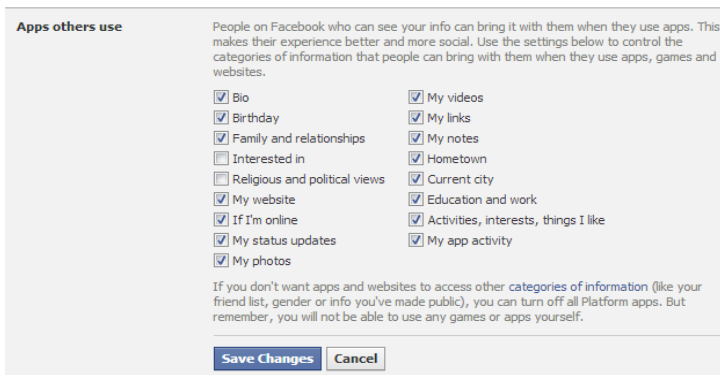 Apps others use
People on Facebook who can see your info can bring it with them when they use apps. This
makes their experience better and more social. Use the settings below to control the
categories of information that people can bring with them when they use apps, games and
websites.
Bio
Birthday
Family and relationships
Interested in
Religious and political views
My website
If I'm online
My status updates
My photos
My videos
My links
My notes
Hometown
Current city
Education and work
Activities, interests, things I like
My app activity
If you don't want apps and websites to access other categories of information (like your
friend list, gender or info you've made public), you can turn off all Platform apps. But
remember, you will not be able to use any games or apps yourself.
Save Changes
Cancel